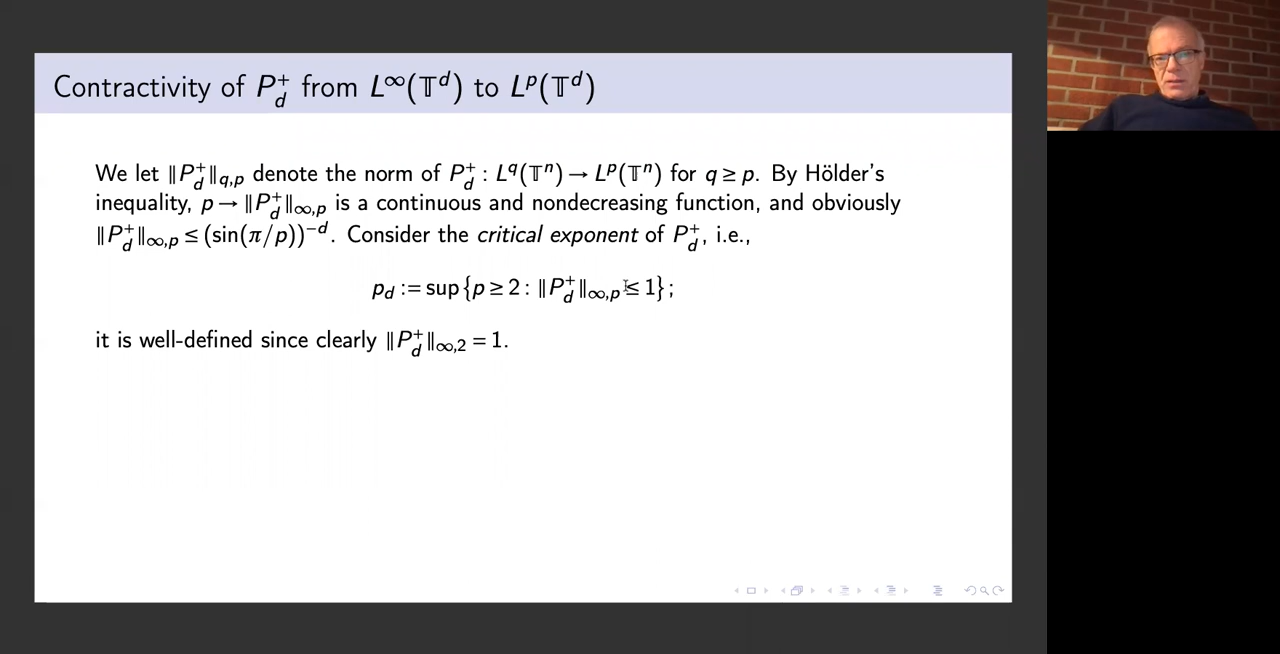 Contractivity of P_d^+ from L^∞(𝕋^d) to L^p(𝕋^d)
We let ‖P_d^+‖_{q,p} denote the norm of P_d^+ : L^q(𝕋^n) → L^p(𝕋^n) for q ≥ p. By Hölder's
inequality, p → ‖P_d^+‖_{∞,p} is a continuous and nondecreasing function, and obviously
‖P_d^+‖_{∞,p} ≤ (sin(π/p))^{−d}. Consider the critical exponent of P_d^+, i.e.,
p_d := sup{p ≥ 2 : ‖P_d^+‖_{∞,p} ≤ 1};
it is well-defined since clearly ‖P_d^+‖_{∞,2} = 1.